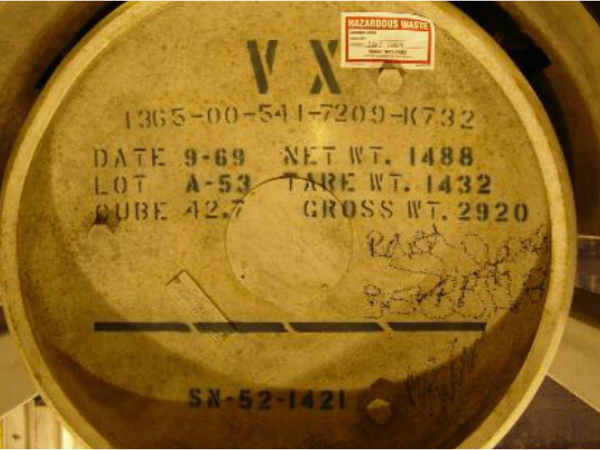 HAZARDOUS WASTE
V X
1365-00-541-7209-K732
DATE 9-69 NET WT. 1488
LOT A-53 TARE WT. 1432
CUBE 42.7 GROSS WT. 2920
SN-52-1421